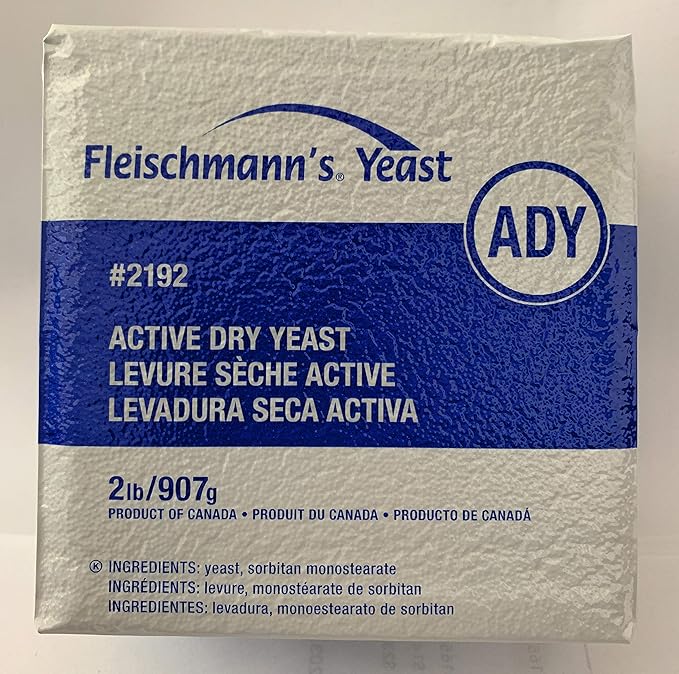 Fleischmann's® Yeast
ADY
#2192
ACTIVE DRY YEAST
LEVURE SÈCHE ACTIVE
LEVADURA SECA ACTIVA
2lb/907g
PRODUCT OF CANADA • PRODUIT DU CANADA • PRODUCTO DE CANADÁ
Ⓚ INGREDIENTS: yeast, sorbitan monostearate
INGRÉDIENTS: levure, monostéarate de sorbitan
INGREDIENTES: levadura, monoestearato de sorbitan